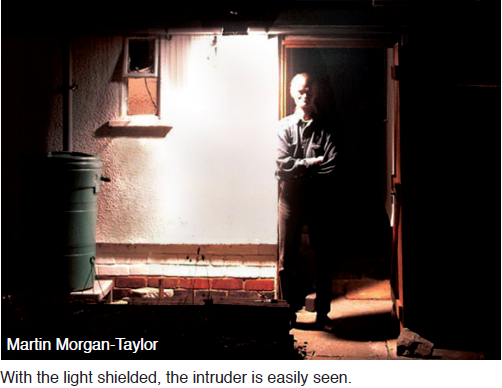 Martin Morgan-Taylor
With the light shielded, the intruder is easily seen.